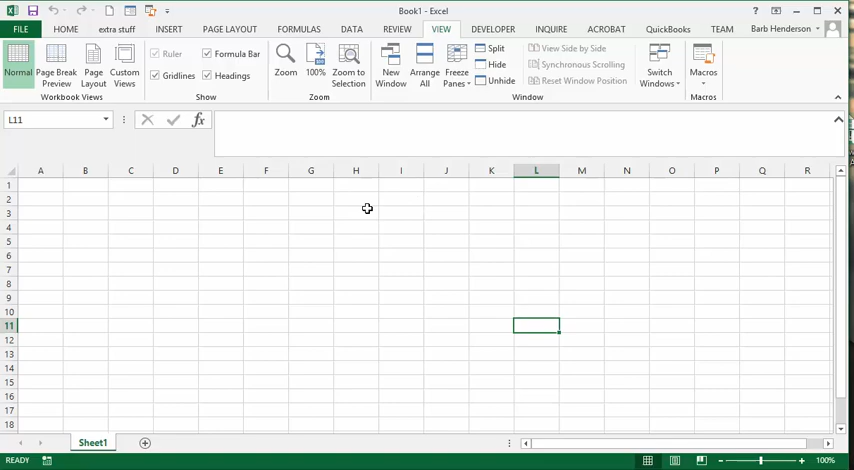 Book1 - Excel
FILE HOME extra stuff INSERT PAGE LAYOUT FORMULAS DATA REVIEW VIEW DEVELOPER INQUIRE ACROBAT QuickBooks TEAM Barb Henderson
Normal Page Break Preview Page Layout Custom Views
Workbook Views
Ruler Formula Bar
Gridlines Headings
Show
Zoom 100% Zoom to Selection
Zoom
New Window Arrange All Freeze Panes
Split
Hide
Unhide
View Side by Side
Synchronous Scrolling
Reset Window Position
Switch Windows
Window
Macros
Macros
L11
fx
A B C D E F G H I J K L M N O P Q R
1
2
3
4
5
6
7
8
9
10
11
12
13
14
15
16
17
18
Sheet1
READY 100%